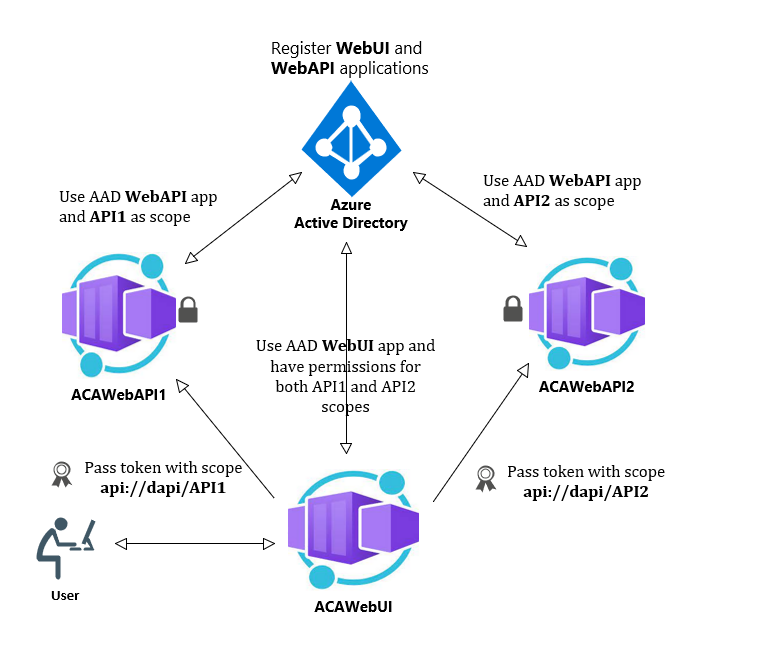 Register WebUI and
WebAPI applications
Azure
Active Directory
Use AAD WebAPI app
and API1 as scope
Use AAD WebAPI app
and API2 as scope
ACAWebAPI1
Use AAD WebUI app and
have permissions for
both API1 and API2
scopes
ACAWebAPI2
Pass token with scope
api://dapi/API1
Pass token with scope
api://dapi/API2
User
ACAWebUI